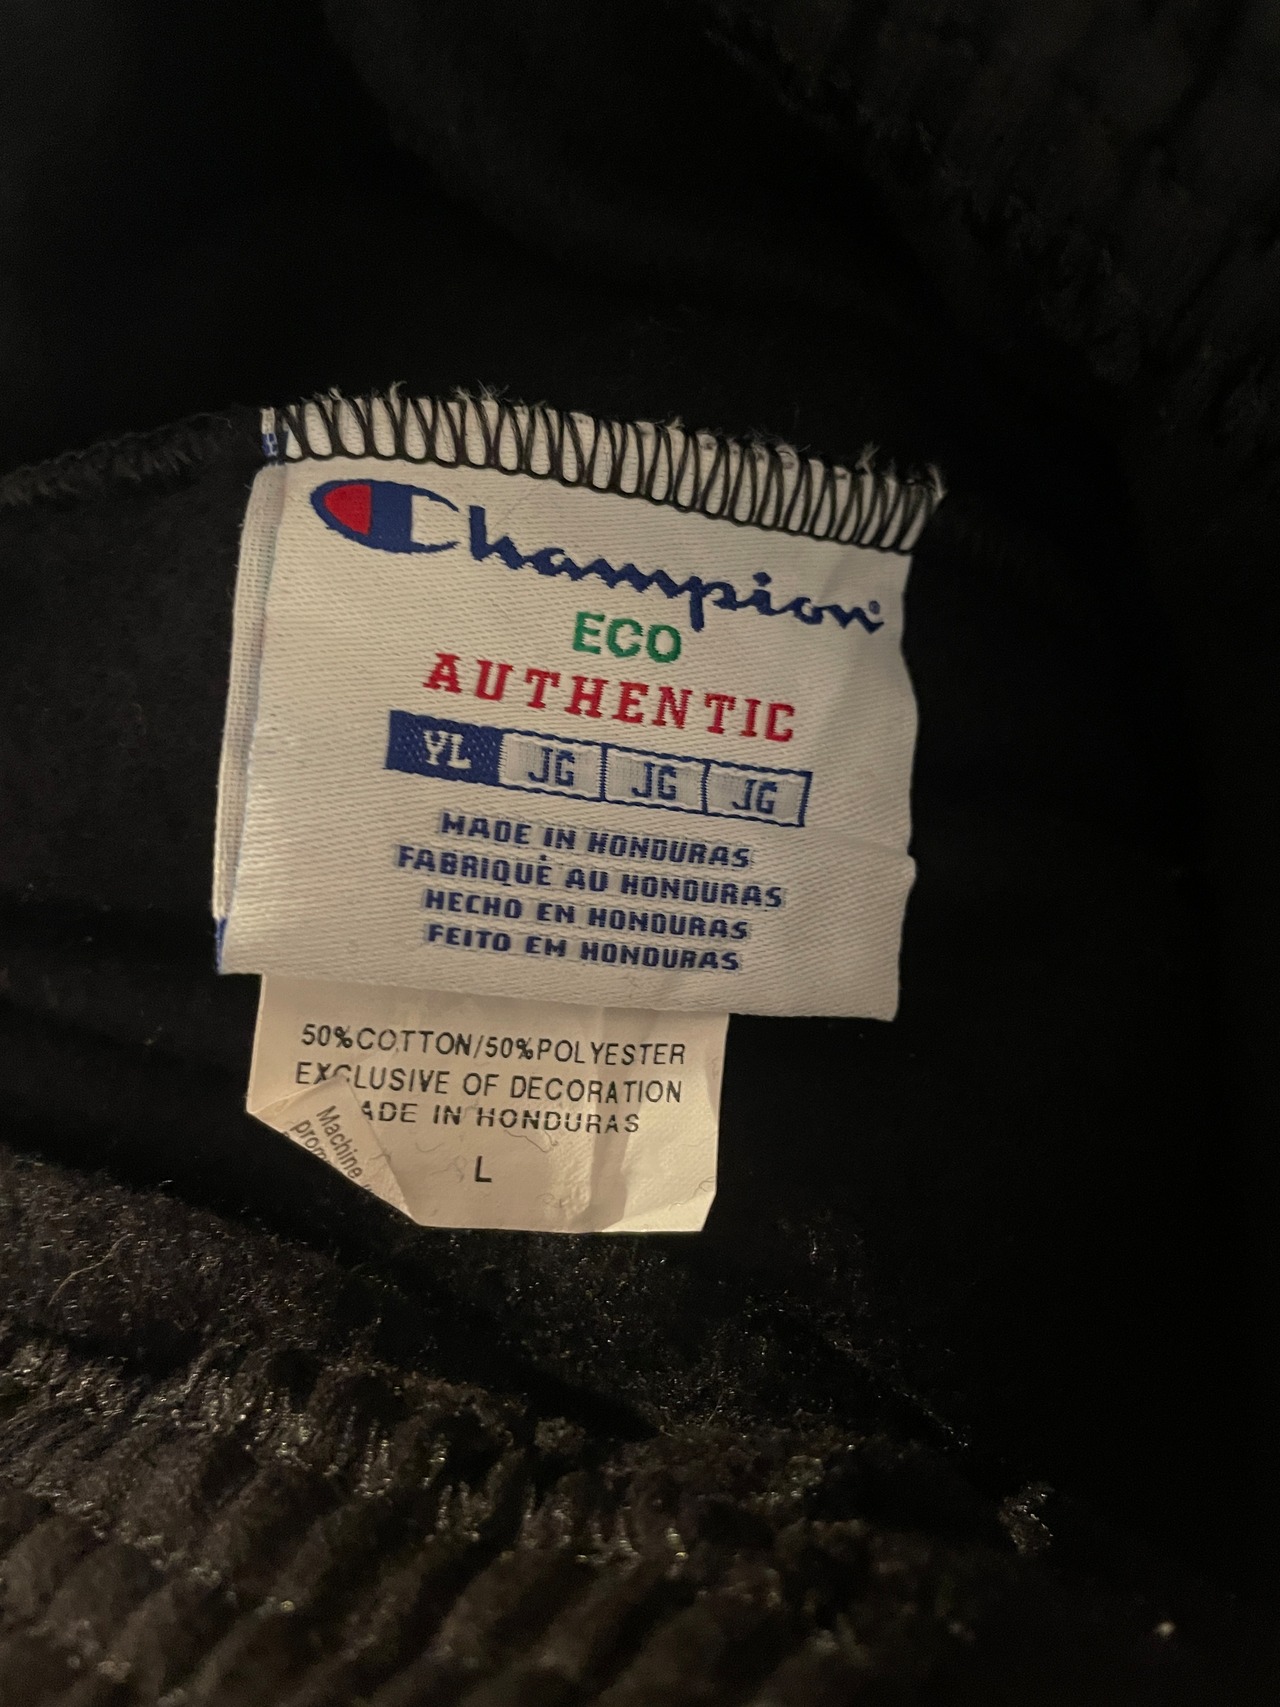 Champion
ECO
AUTHENTIC
YL JG JG JG
MADE IN HONDURAS
FABRIQUÉ AU HONDURAS
HECHO EN HONDURAS
FEITO EM HONDURAS
50%COTTON/50%POLYESTER
EXCLUSIVE OF DECORATION
ADE IN HONDURAS
L
Machine
prom